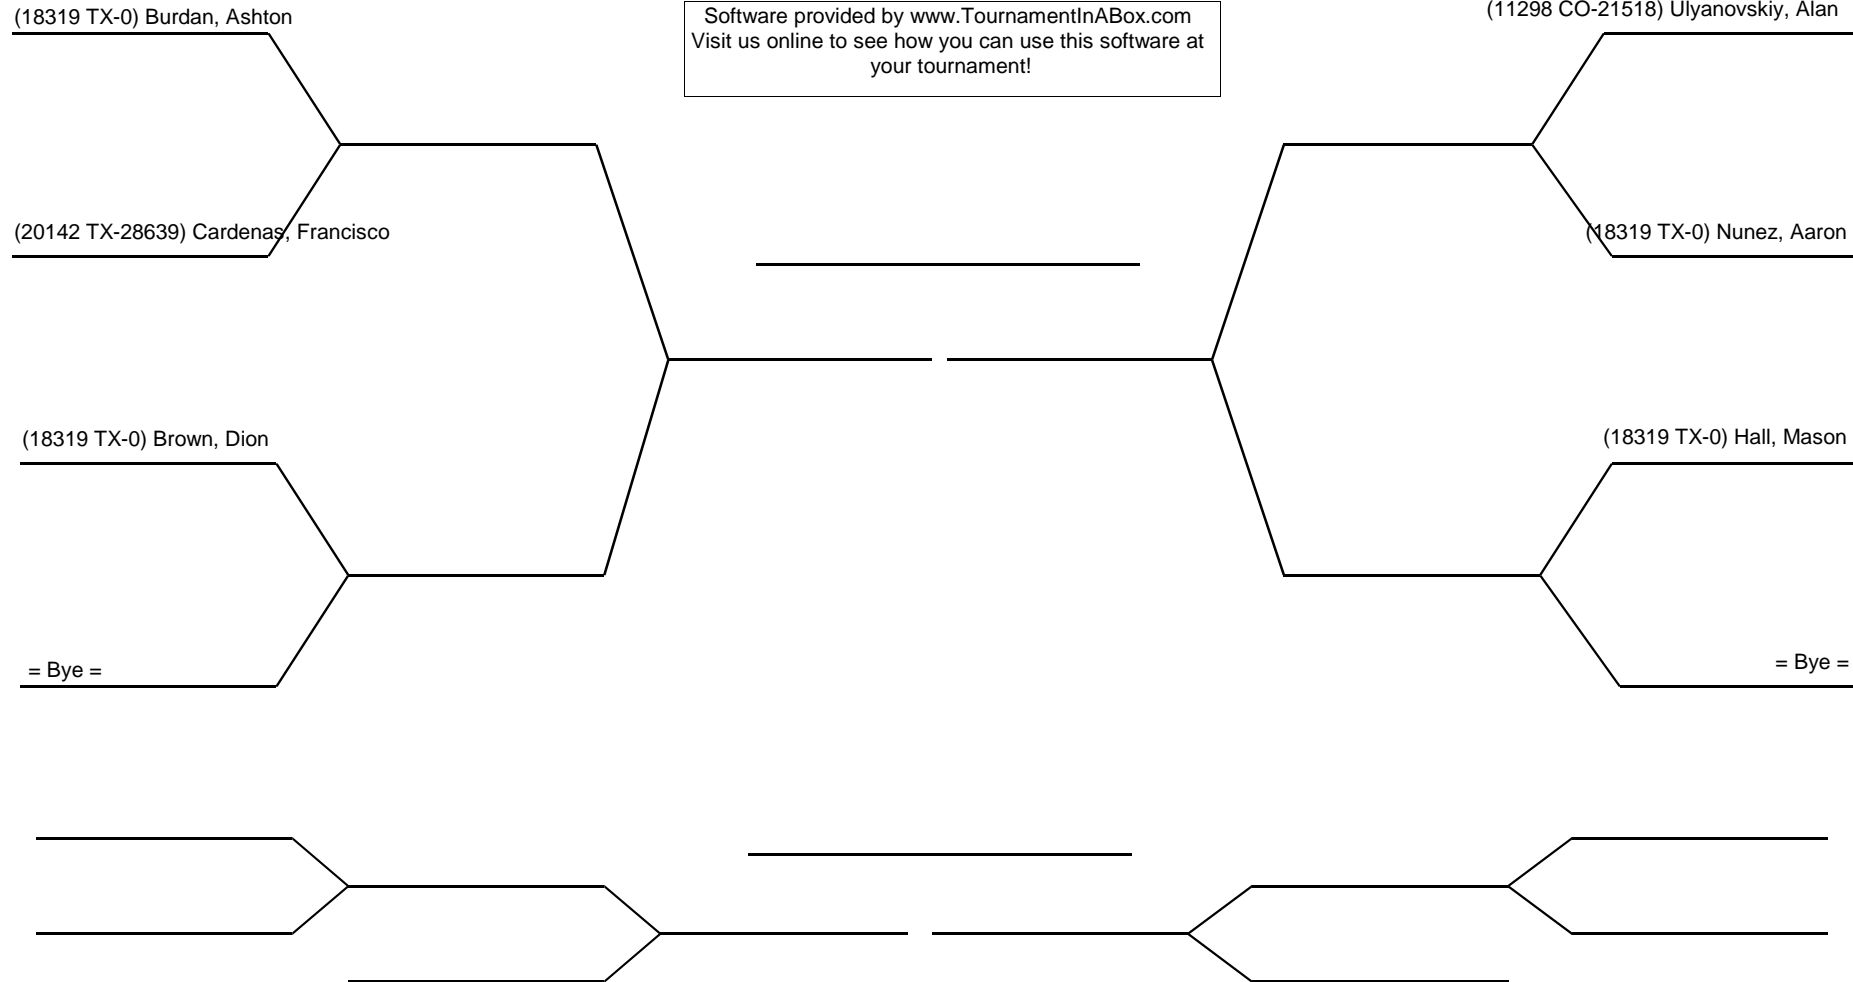 (18319 TX-0) Burdan, Ashton
Software provided by www.TournamentInABox.com
Visit us online to see how you can use this software at
your tournament!
(11298 CO-21518) Ulyanovskiy, Alan
(20142 TX-28639) Cardenas, Francisco
(18319 TX-0) Nunez, Aaron
(18319 TX-0) Brown, Dion
(18319 TX-0) Hall, Mason
= Bye =
= Bye =